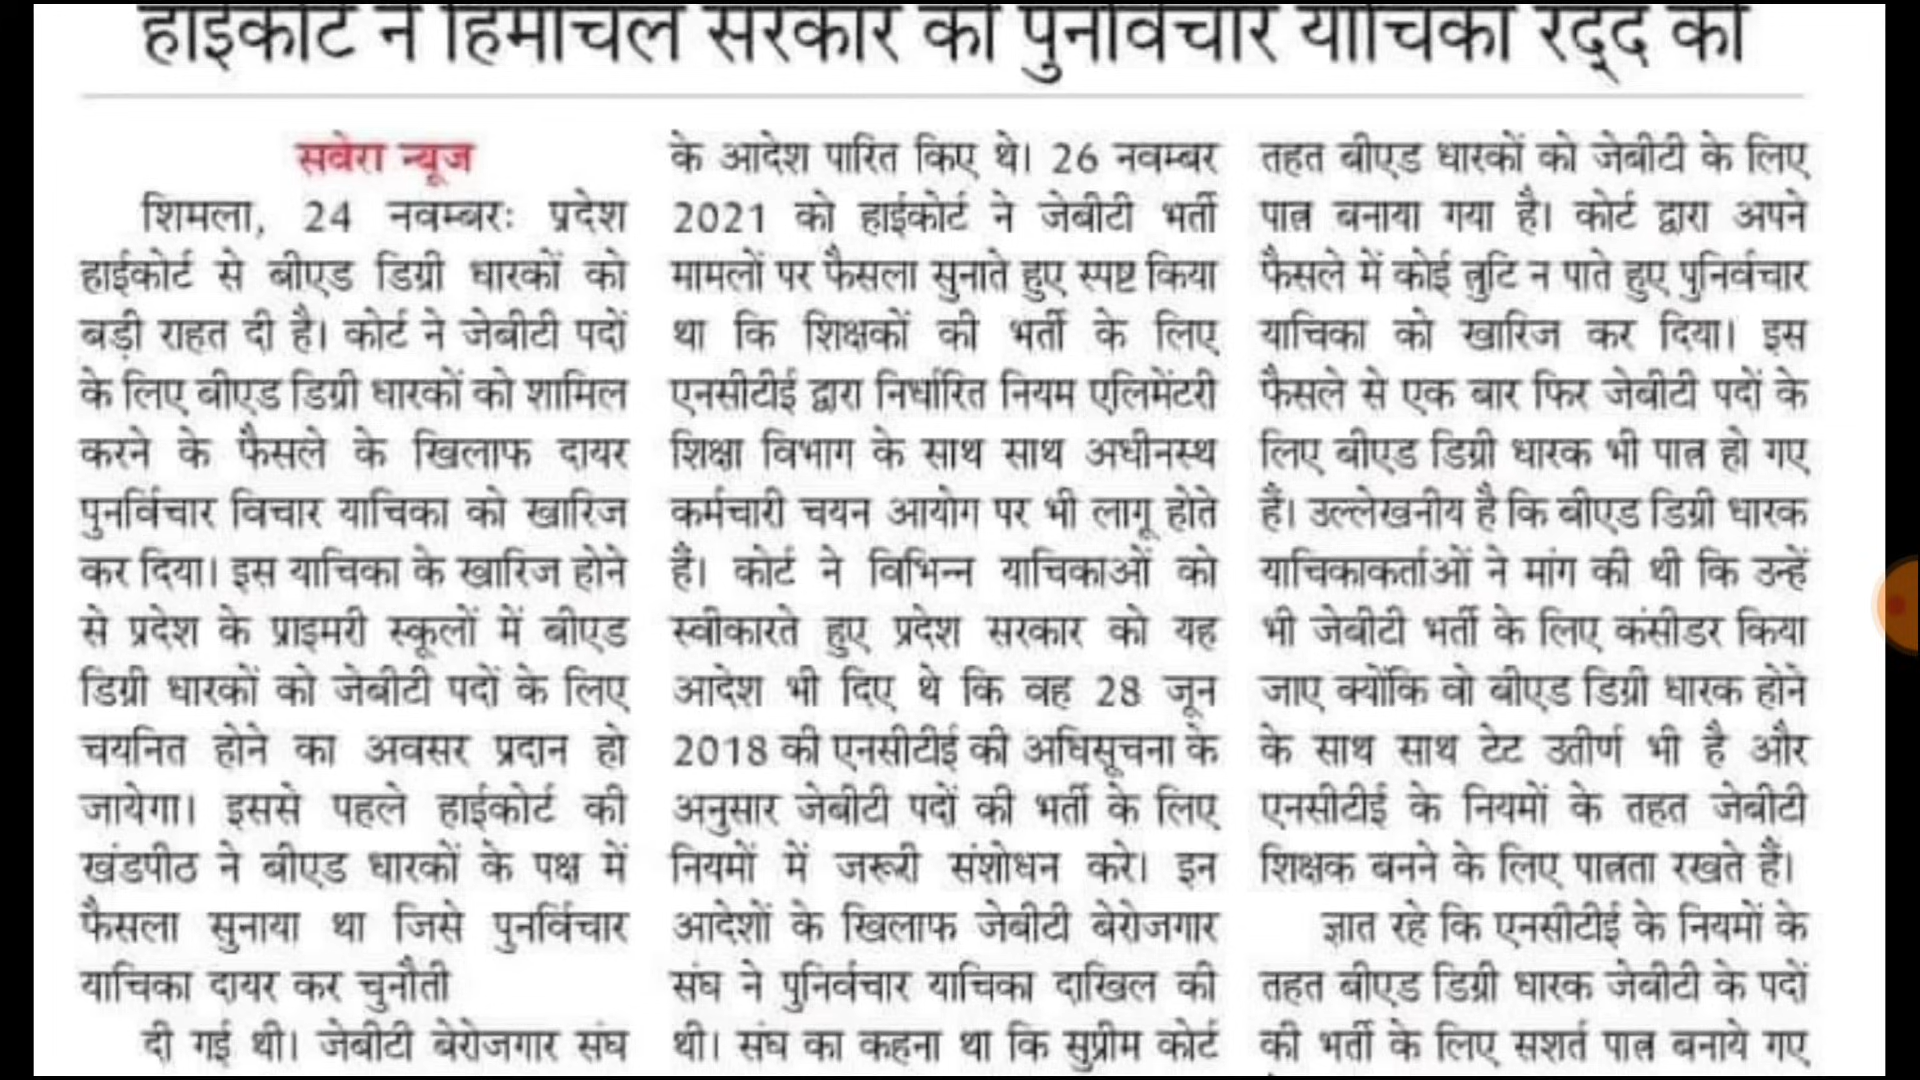 हाईकोर्ट ने हिमाचल सरकार की पुनर्विचार याचिका रद्द की
सवेरा न्यूज
शिमला, 24 नवम्बरः प्रदेश
हाईकोर्ट से बीएड डिग्री धारकों को
बड़ी राहत दी है। कोर्ट ने जेबीटी पदों
के लिए बीएड डिग्री धारकों को शामिल
करने के फैसले के खिलाफ दायर
पुनर्विचार विचार याचिका को खारिज
कर दिया। इस याचिका के खारिज होने
से प्रदेश के प्राइमरी स्कूलों में बीएड
डिग्री धारकों को जेबीटी पदों के लिए
चयनित होने का अवसर प्रदान हो
जायेगा। इससे पहले हाईकोर्ट की
खंडपीठ ने बीएड धारकों के पक्ष में
फैसला सुनाया था जिसे पुनर्विचार
याचिका दायर कर चुनौती
दी गई थी। जेबीटी बेरोजगार संघ
के आदेश पारित किए थे। 26 नवम्बर
2021 को हाईकोर्ट ने जेबीटी भर्ती
मामलों पर फैसला सुनाते हुए स्पष्ट किया
था कि शिक्षकों की भर्ती के लिए
एनसीटीई द्वारा निर्धारित नियम एलिमेंटरी
शिक्षा विभाग के साथ साथ अधीनस्थ
कर्मचारी चयन आयोग पर भी लागू होते
हैं। कोर्ट ने विभिन्न याचिकाओं को
स्वीकारते हुए प्रदेश सरकार को यह
आदेश भी दिए थे कि वह 28 जून
2018 की एनसीटीई की अधिसूचना के
अनुसार जेबीटी पदों की भर्ती के लिए
नियमों में जरूरी संशोधन करे। इन
आदेशों के खिलाफ जेबीटी बेरोजगार
संघ ने पुनिर्वचार याचिका दाखिल की
थी। संघ का कहना था कि सुप्रीम कोर्ट
तहत बीएड धारकों को जेबीटी के लिए
पात्र बनाया गया है। कोर्ट द्वारा अपने
फैसले में कोई त्रुटि न पाते हुए पुनिर्वचार
याचिका को खारिज कर दिया। इस
फैसले से एक बार फिर जेबीटी पदों के
लिए बीएड डिग्री धारक भी पात्र हो गए
हैं। उल्लेखनीय है कि बीएड डिग्री धारक
याचिकाकर्ताओं ने मांग की थी कि उन्हें
भी जेबीटी भर्ती के लिए कंसीडर किया
जाए क्योंकि वो बीएड डिग्री धारक होने
के साथ साथ टेट उतीर्ण भी है और
एनसीटीई के नियमों के तहत जेबीटी
शिक्षक बनने के लिए पात्रता रखते हैं।
ज्ञात रहे कि एनसीटीई के नियमों के
तहत बीएड डिग्री धारक जेबीटी के पदों
की भर्ती के लिए सशर्त पात्र बनाये गए